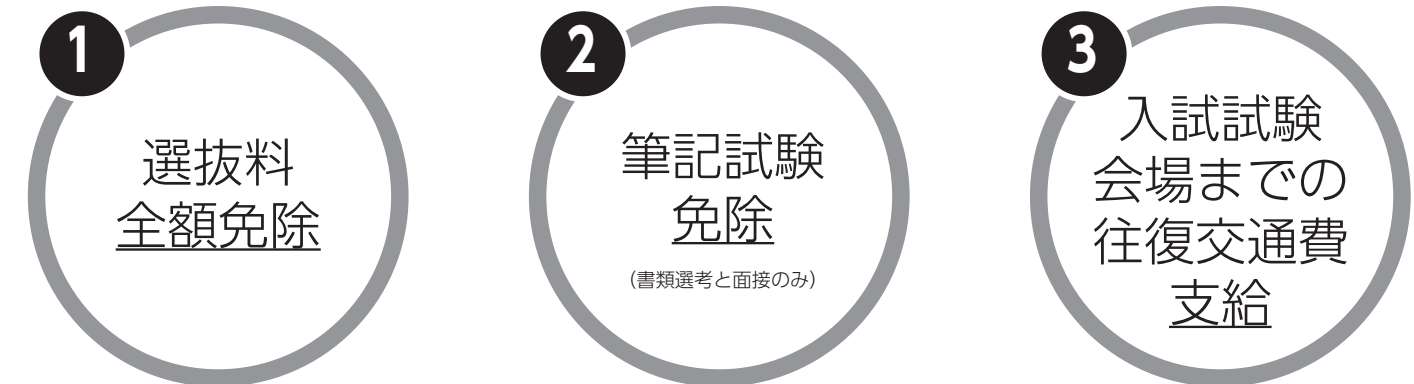 1
選抜料
全額免除
2
筆記試験
免除
(書類選考と面接のみ)
3
入試試験
会場までの
往復交通費
支給